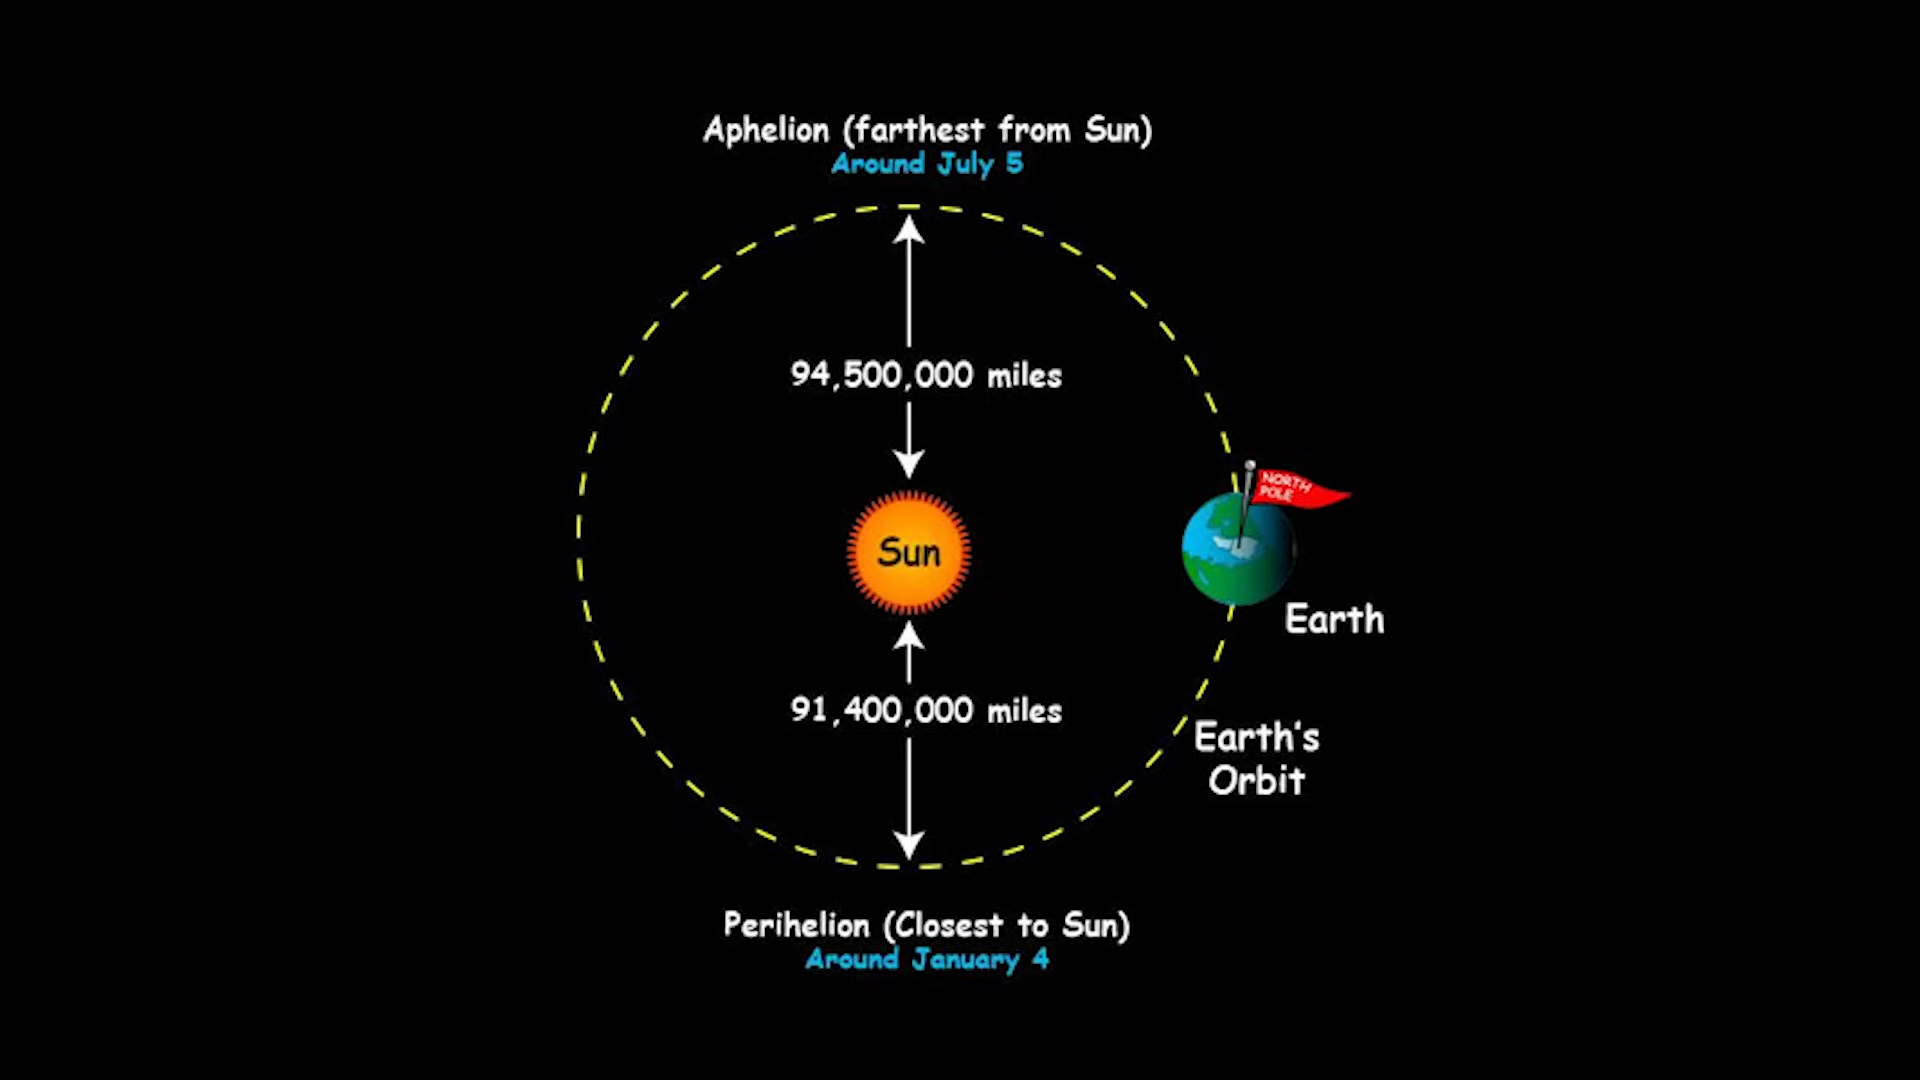 Aphelion (farthest from Sun)
Around July 5
94,500,000 miles
NORTH
POLE
Sun
Earth
91,400,000 miles
Earth's
Orbit
Perihelion (Closest to Sun)
Around January 4